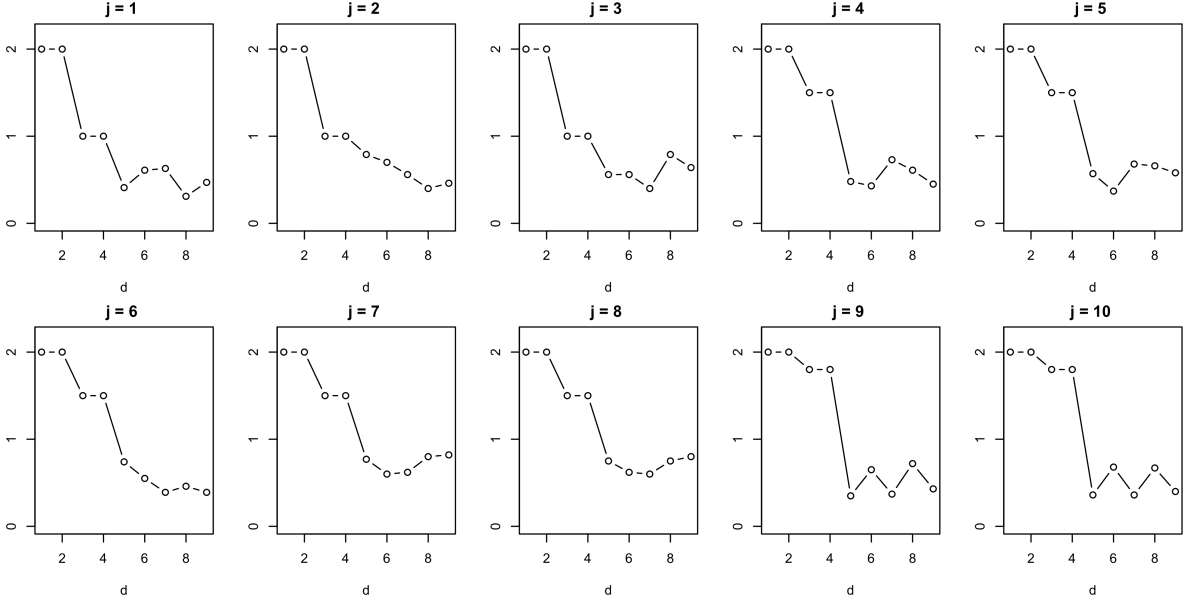 j = 1 j = 2 j = 3 j = 4 j = 5
2 2 2 2 2
1 1 1 1 1
0 0 0 0 0
2 4 6 8 2 4 6 8 2 4 6 8 2 4 6 8 2 4 6 8
d d d d d
j = 6 j = 7 j = 8 j = 9 j = 10
2 2 2 2 2
1 1 1 1 1
0 0 0 0 0
2 4 6 8 2 4 6 8 2 4 6 8 2 4 6 8 2 4 6 8
d d d d d